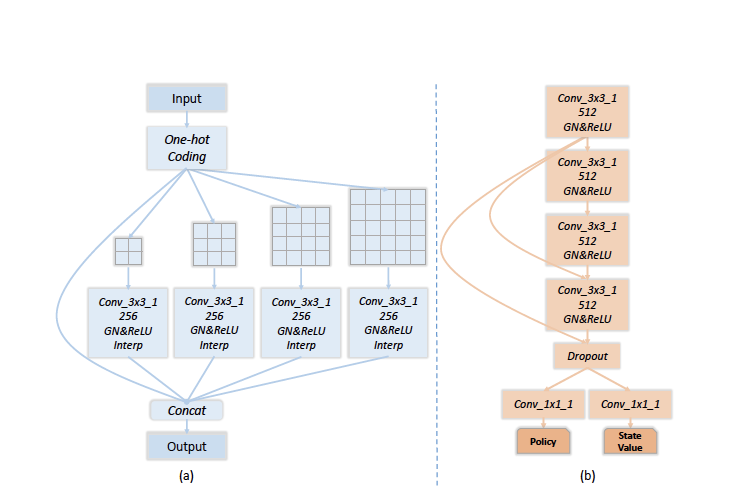 Input
One-hot
Coding
Conv_3x3_1
256
GN&ReLU
Interp
Conv_3x3_1
256
GN&ReLU
Interp
Conv_3x3_1
256
GN&ReLU
Interp
Conv_3x3_1
256
GN&ReLU
Interp
Concat
Output
(a)
Conv_3x3_1
512
GN&ReLU
Conv_3x3_1
512
GN&ReLU
Conv_3x3_1
512
GN&ReLU
Conv_3x3_1
512
GN&ReLU
Dropout
Conv_1x1_1
Conv_1x1_1
Policy
State
Value
(b)